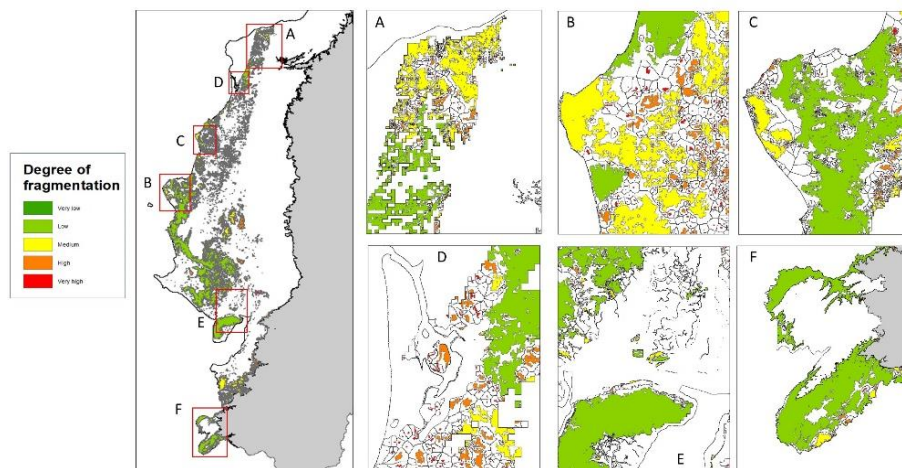 Degree of
fragmentation
Very low
Low
Medium
High
Very high
A
D
C
B
E
F
A
B
C
D
E
F